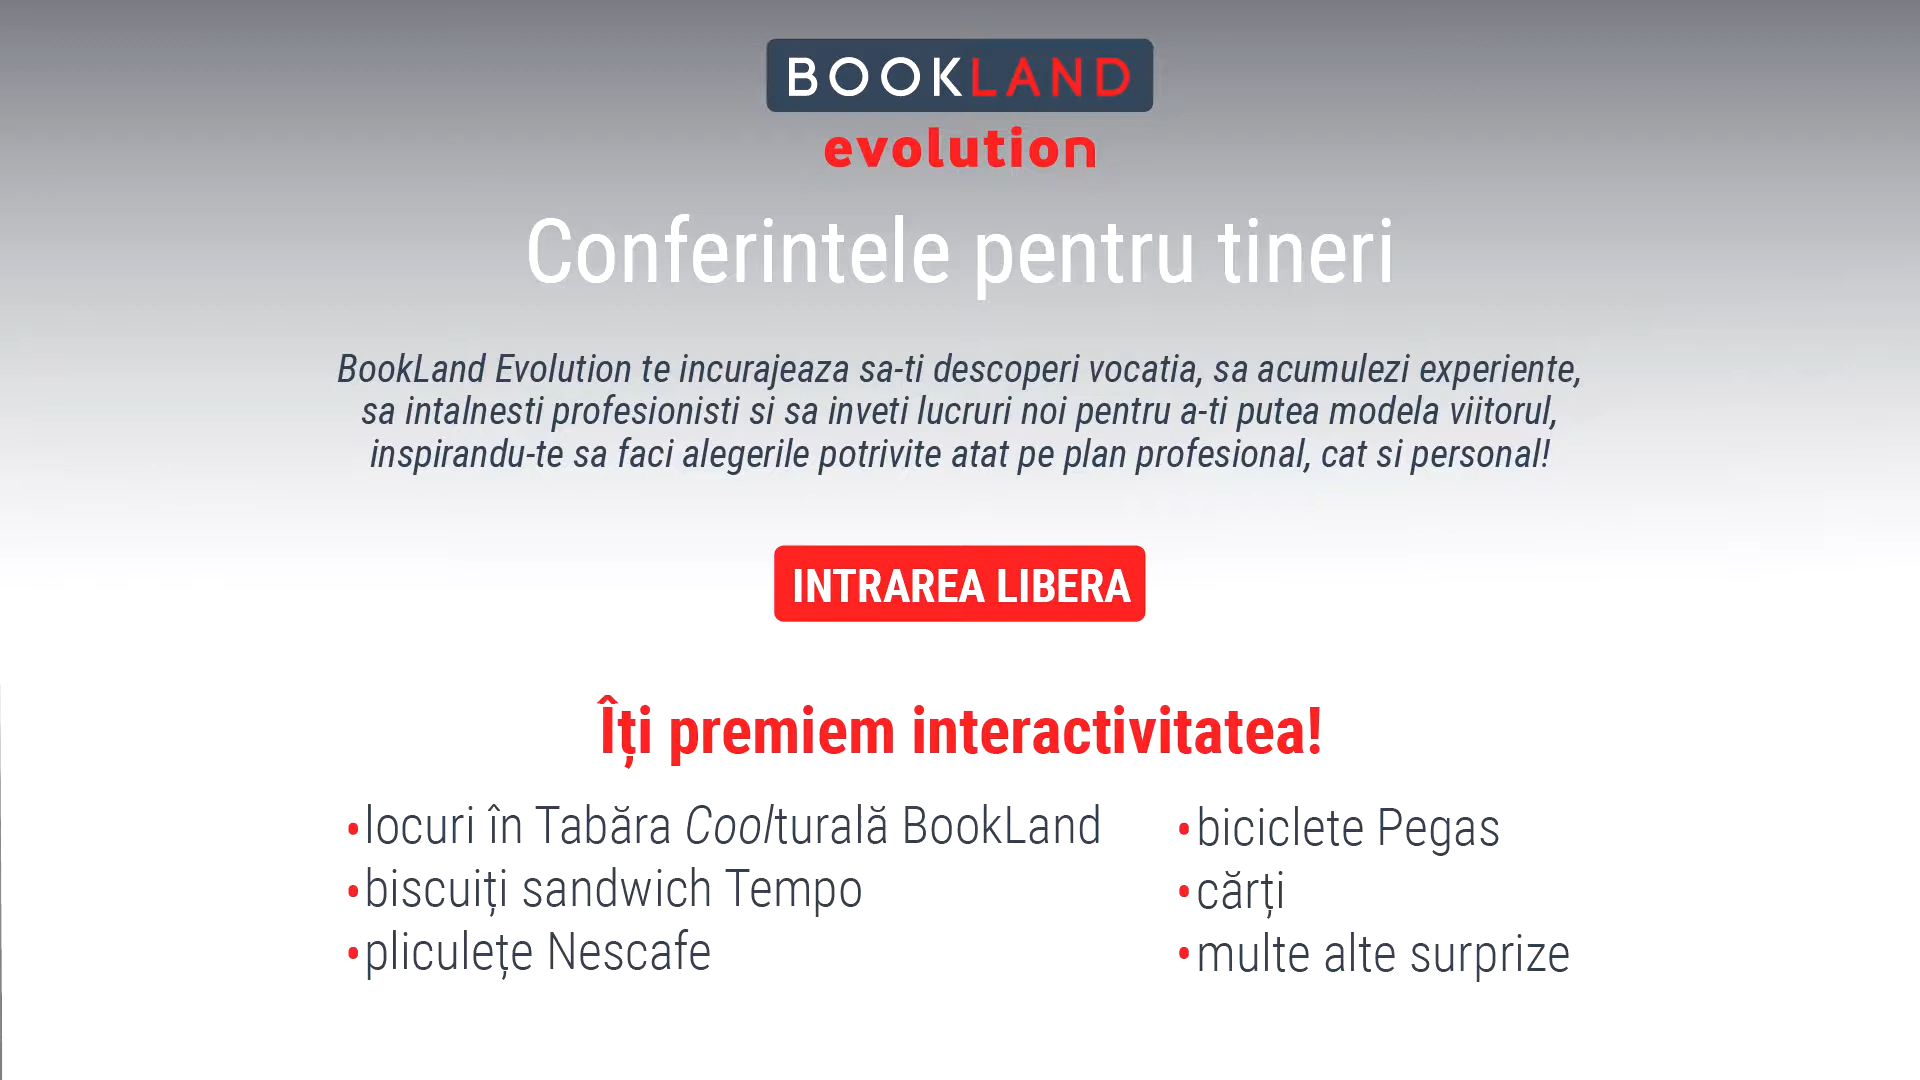 BOOKLAND
evolution
Conferintele pentru tineri
BookLand Evolution te incurajeaza sa-ti descoperi vocatia, sa acumulezi experiente,
sa intalnesti profesionisti si sa inveti lucruri noi pentru a-ti putea modela viitorul,
inspirandu-te sa faci alegerile potrivite atat pe plan profesional, cat si personal!
INTRAREA LIBERA
Îți premiem interactivitatea!
•locuri în Tabăra Coolturală BookLand
•biscuiți sandwich Tempo
•pliculețe Nescafe
•biciclete Pegas
•cărți
•multe alte surprize